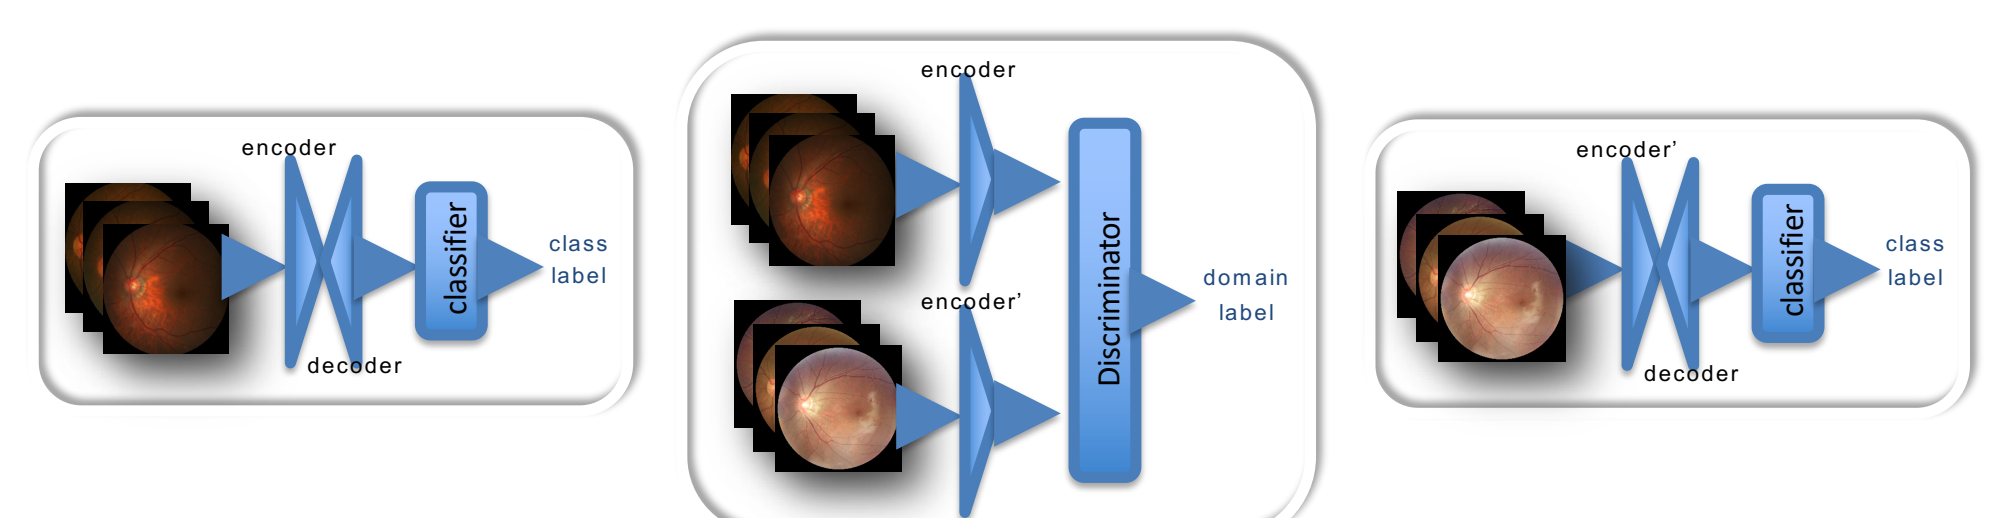 encoder
classifier
class
label
decoder
encoder
encoder’
Discriminator
domain
label
encoder’
classifier
class
label
decoder